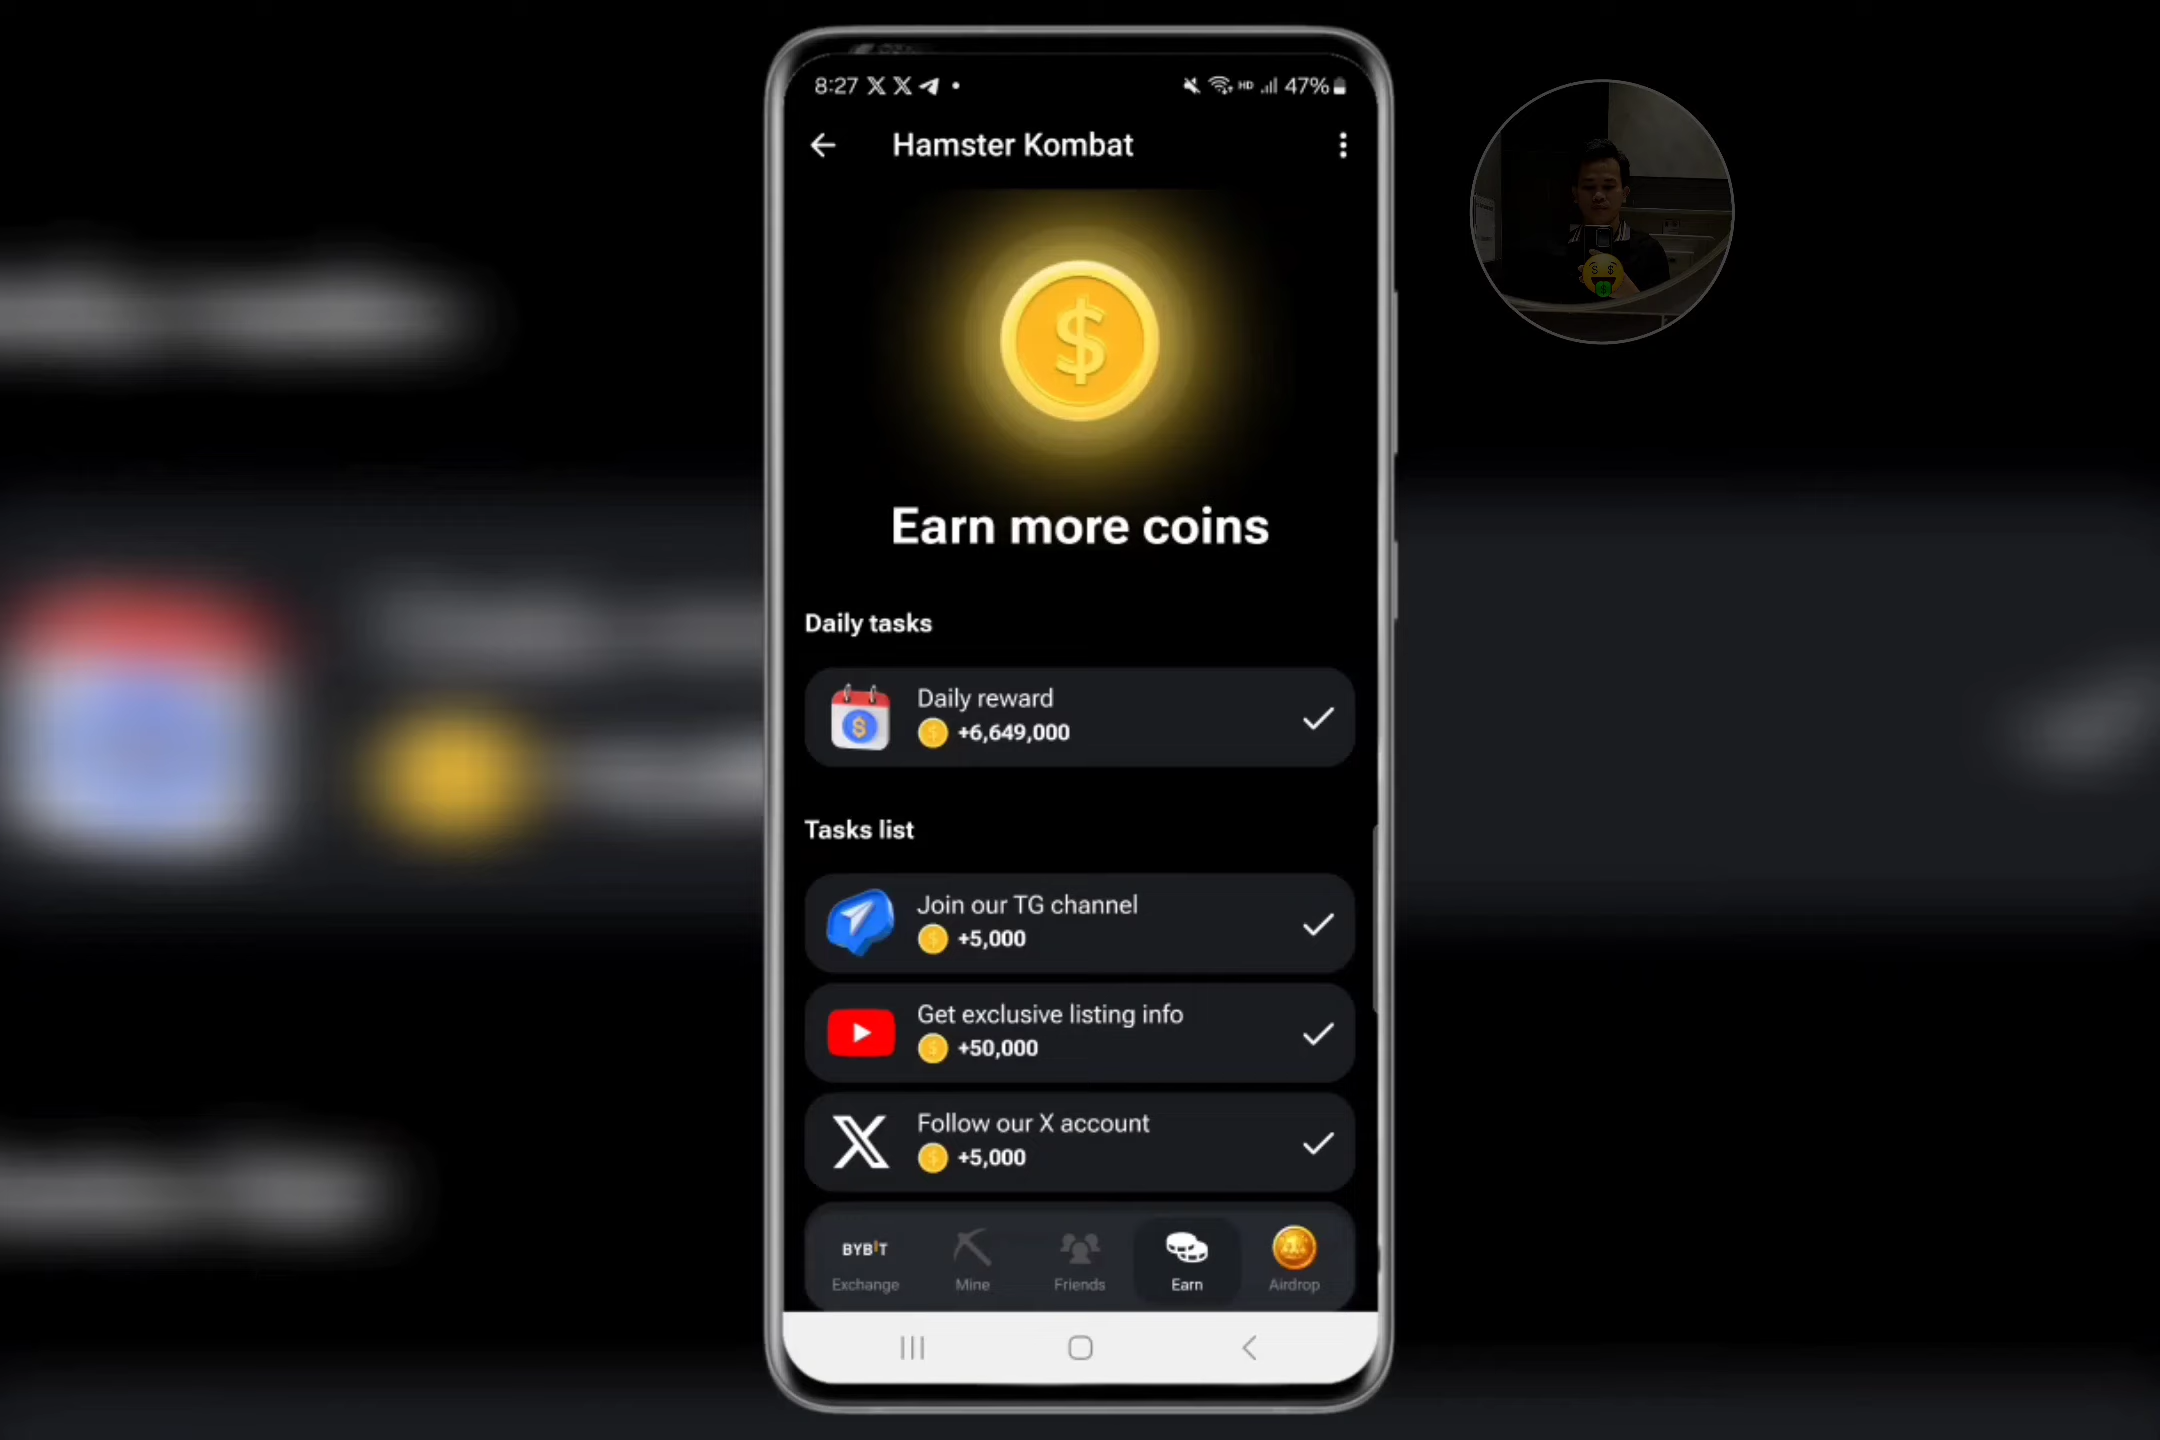 8:27
HD 47%
Hamster Kombat
Earn more coins
Daily tasks
Daily reward
+6,649,000
Tasks list
Join our TG channel
+5,000
Get exclusive listing info
+50,000
Follow our X account
+5,000
BYBIT
Exchange
Mine
Friends
Earn
Airdrop